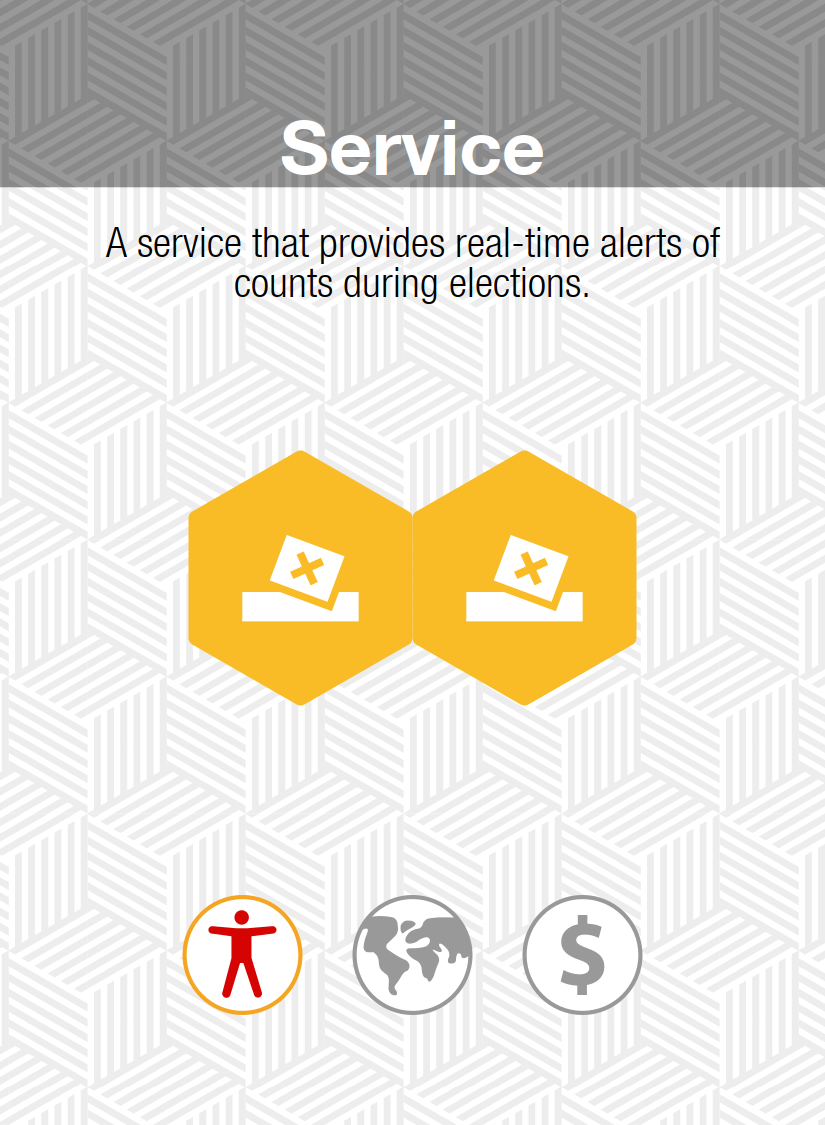 Service
A service that provides real-time alerts of
counts during elections.
$